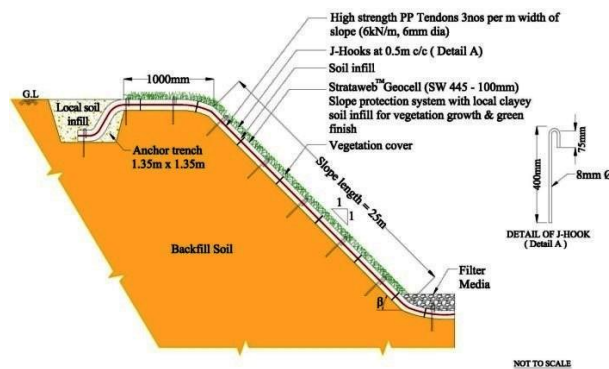 High strength PP Tendons 3nos per m width of
slope (6kN/m, 6mm dia)
J-Hooks at 0.5m c/c ( Detail A)
Soil infill
Strataweb™Geocell (SW 445 - 100mm)
Slope protection system with local clayey
soil infill for vegetation growth & green
finish
Vegetation cover
1000mm
G.L
Local soil
infill
Anchor trench
1.35m x 1.35m
Slope length = 25m
1
1
Backfill Soil
β
Filter
Media
400mm
75mm
8mm Ø
DETAIL OF J-HOOK
( Detail A )
NOT TO SCALE